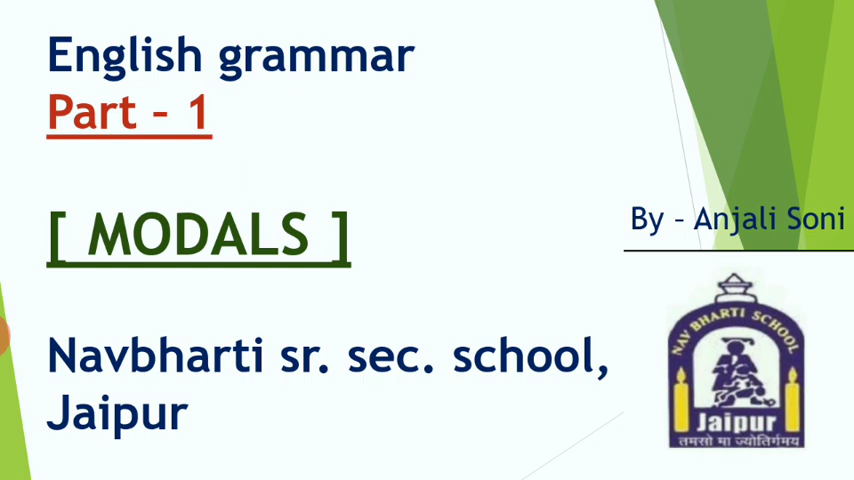 English grammar
Part – 1
[ MODALS ]
By – Anjali Soni
Navbharti sr. sec. school,
Jaipur
NAV BHARTI SCHOOL
Jaipur
तमसो मा ज्योतिर्गमय